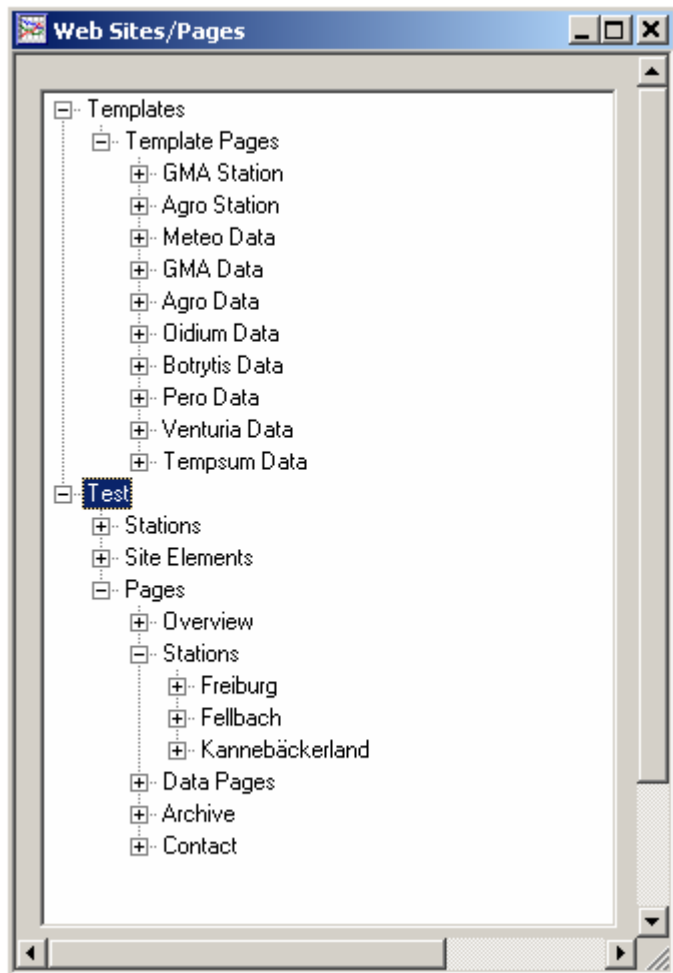 Web Sites/Pages
Templates
Template Pages
GMA Station
Agro Station
Meteo Data
GMA Data
Agro Data
Oidium Data
Botrytis Data
Pero Data
Venturia Data
Tempsum Data
Test
Stations
Site Elements
Pages
Overview
Stations
Freiburg
Fellbach
Kannebäckerland
Data Pages
Archive
Contact